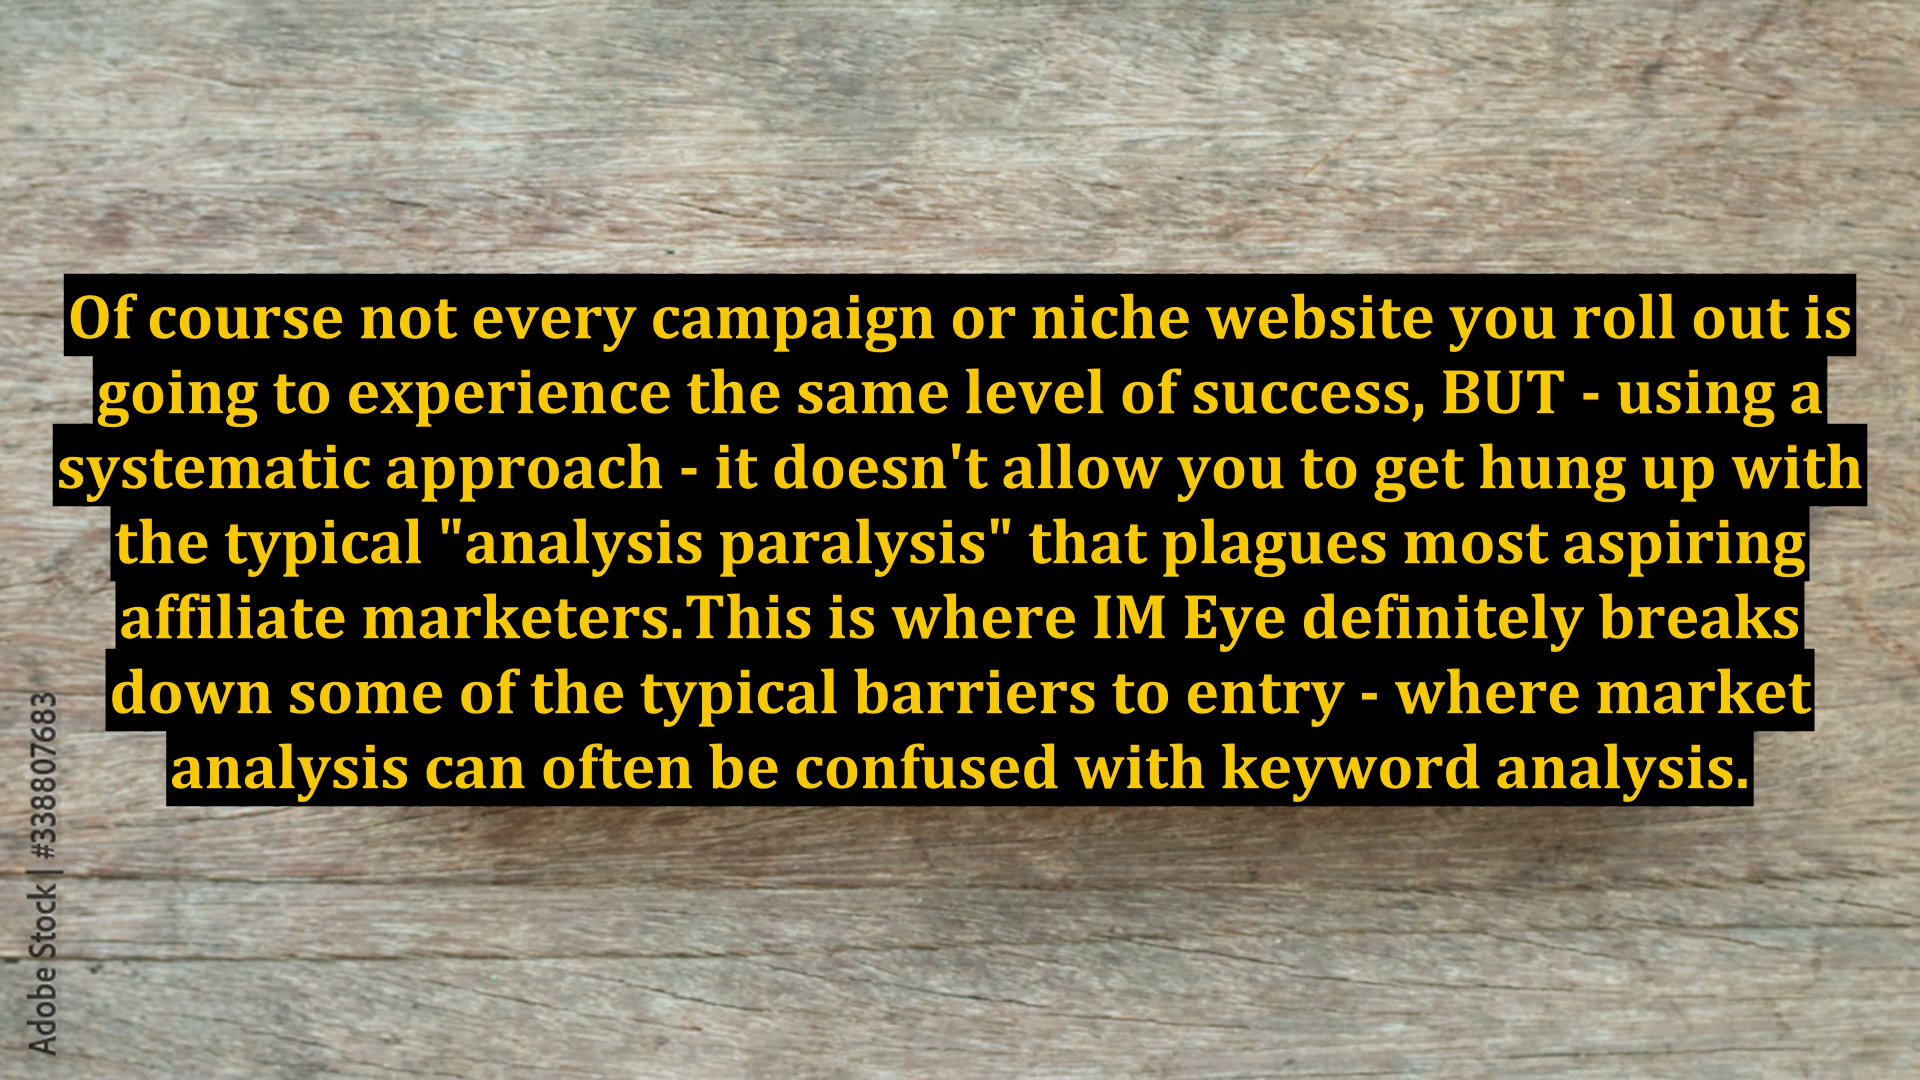 Of course not every campaign or niche website you roll out is
going to experience the same level of success, BUT - using a
systematic approach - it doesn't allow you to get hung up with
the typical "analysis paralysis" that plagues most aspiring
affiliate marketers.This is where IM Eye definitely breaks
down some of the typical barriers to entry - where market
analysis can often be confused with keyword analysis.
Adobe Stock | #338807683